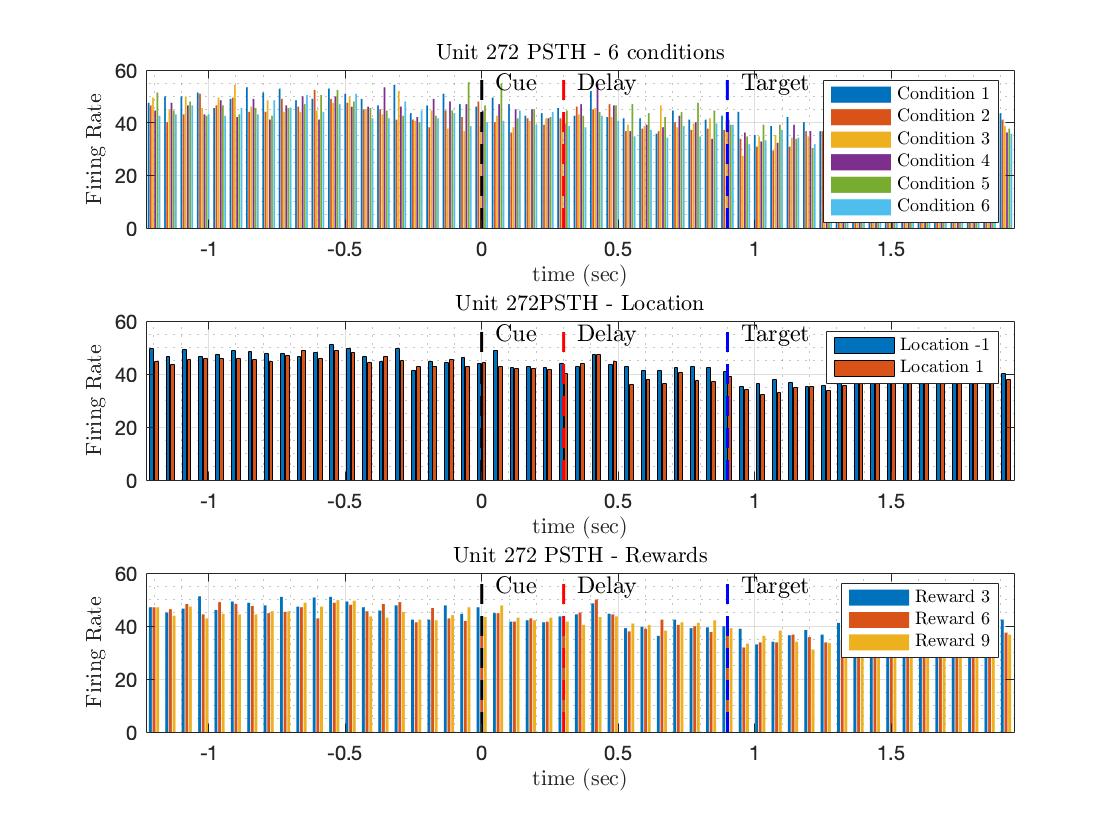 Unit 272 PSTH - 6 conditions
60
40
20
0
Firing Rate
Cue
Delay
Target
Condition 1
Condition 2
Condition 3
Condition 4
Condition 5
Condition 6
-1
-0.5
0
0.5
1
1.5
time (sec)
Unit 272PSTH - Location
60
40
20
0
Firing Rate
Cue
Delay
Target
Location -1
Location 1
-1
-0.5
0
0.5
1
1.5
time (sec)
Unit 272 PSTH - Rewards
60
40
20
0
Firing Rate
Cue
Delay
Target
Reward 3
Reward 6
Reward 9
-1
-0.5
0
0.5
1
1.5
time (sec)